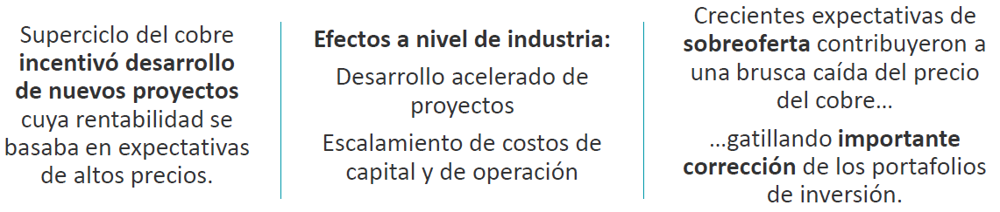 Superciclo del cobre
incentivó desarrollo
de nuevos proyectos
cuya rentabilidad se
basaba en expectativas
de altos precios.
Efectos a nivel de industria:
Desarrollo acelerado de
proyectos
Escalamiento de costos de
capital y de operación
Crecientes expectativas de
sobreoferta contribuyeron a
una brusca caída del precio
del cobre…
…gatillando importante
corrección de los portafolios
de inversión.